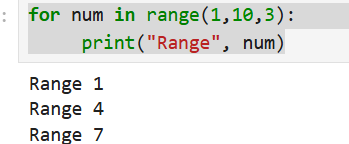 for num in range(1,10,3):
    print("Range", num)
Range 1
Range 4
Range 7